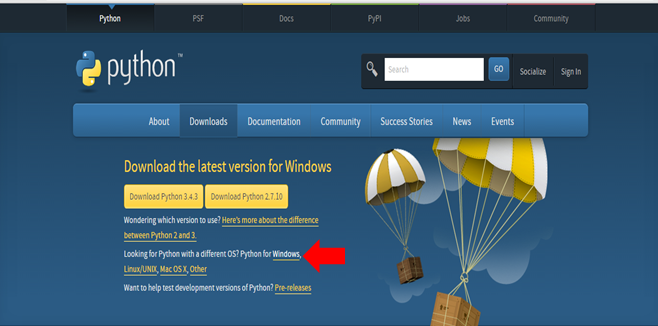 Python PSF Docs PyPI Jobs Community
python™
Search GO Socialize Sign In
About Downloads Documentation Community Success Stories News Events
Download the latest version for Windows
Download Python 3.4.3 Download Python 2.7.10
Wondering which version to use? Here's more about the difference
between Python 2 and 3.
Looking for Python with a different OS? Python for Windows,
Linux/UNIX, Mac OS X, Other
Want to help test development versions of Python? Pre-releases